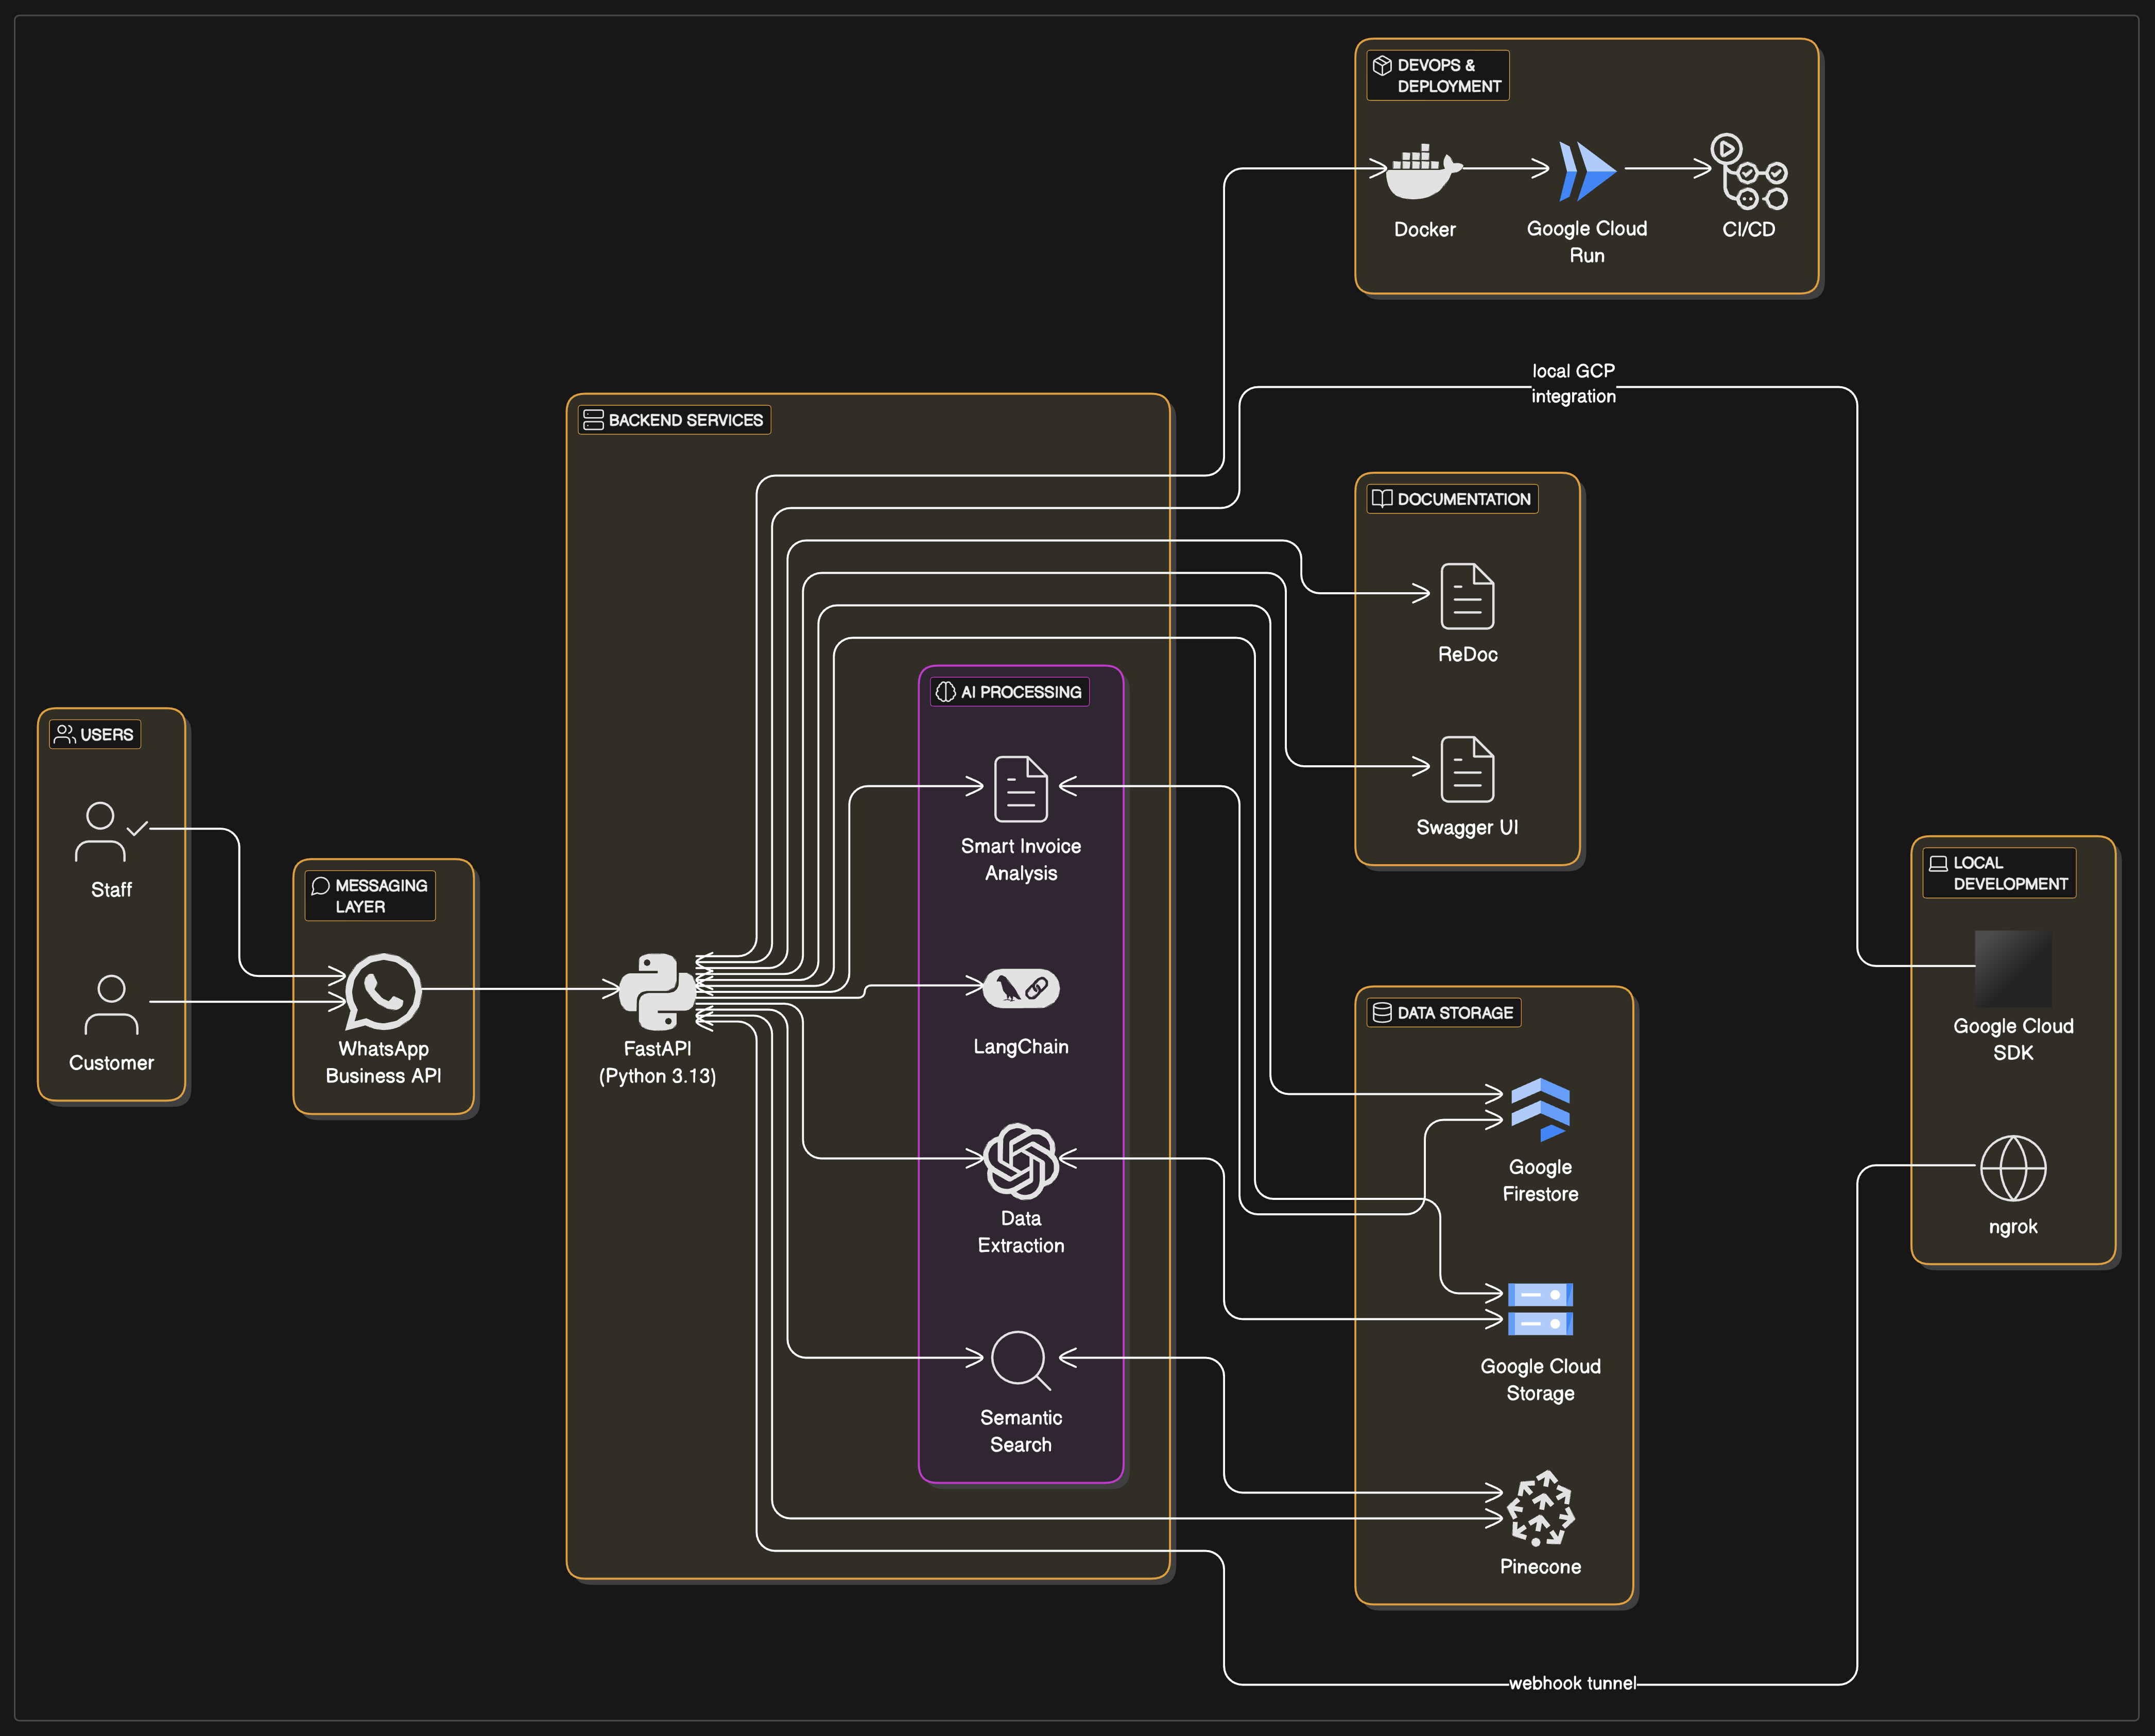 DEVOPS &
DEPLOYMENT
Docker
Google Cloud
Run
CI/CD
local GCP
integration
BACKEND SERVICES
DOCUMENTATION
ReDoc
Swagger UI
AI PROCESSING
Smart Invoice
Analysis
LangChain
Data
Extraction
Semantic
Search
USERS
Staff
Customer
MESSAGING
LAYER
WhatsApp
Business API
FastAPI
(Python 3.13)
LOCAL
DEVELOPMENT
Google Cloud
SDK
ngrok
DATA STORAGE
Google
Firestore
Google Cloud
Storage
Pinecone
webhook tunnel